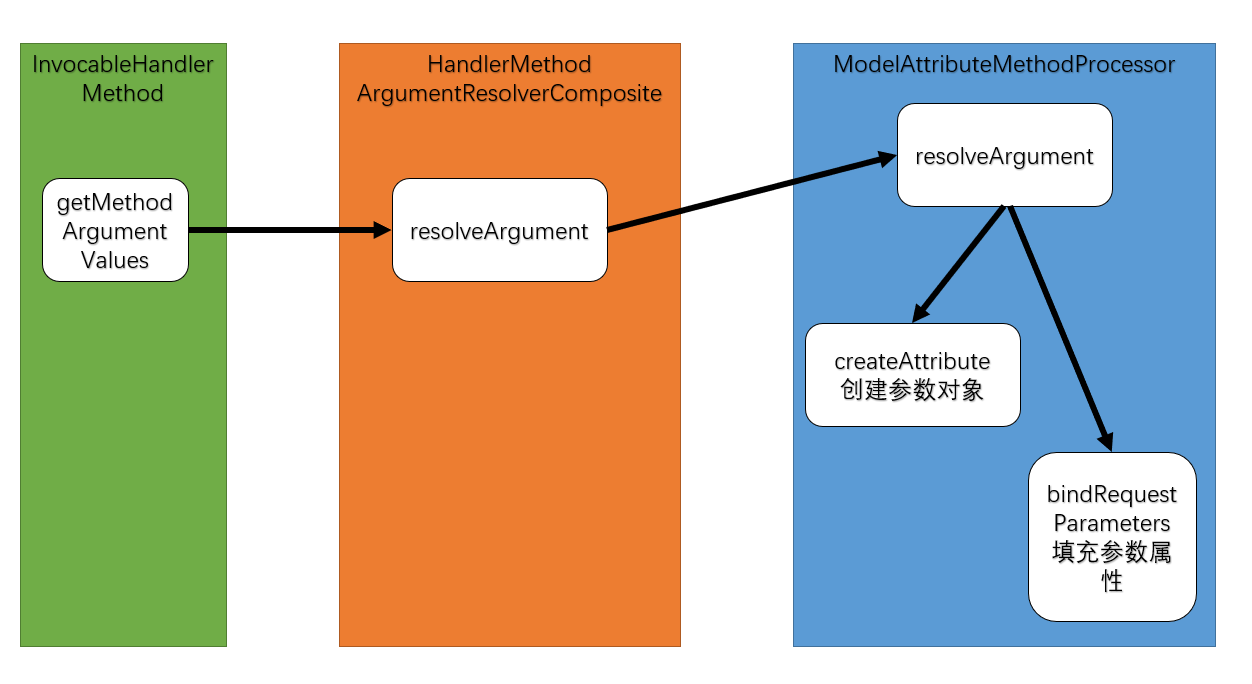 InvocableHandler
Method
getMethod
Argument
Values
HandlerMethod
ArgumentResolverComposite
resolveArgument
ModelAttributeMethodProcessor
resolveArgument
createAttribute
创建参数对象
bindRequest
Parameters
填充参数属
性